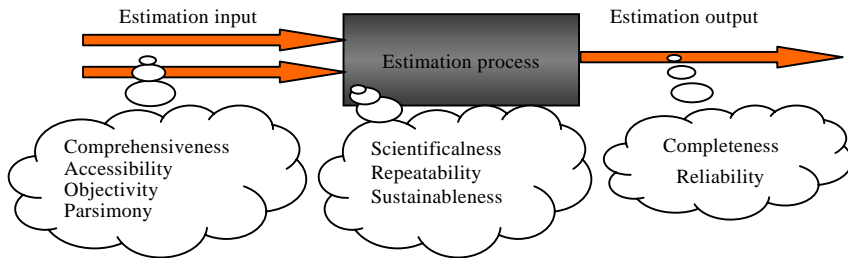 Estimation input
Estimation output
Estimation process
Comprehensiveness
Accessibility
Objectivity
Parsimony
Scientificalness
Repeatability
Sustainableness
Completeness
Reliability